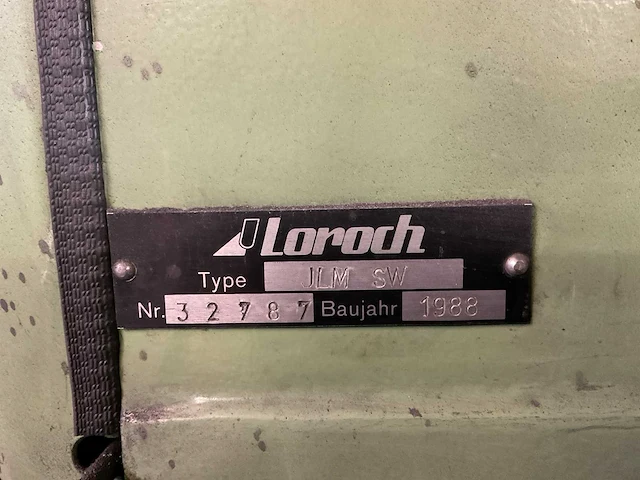 Loroch
Type JLM SW
Nr. 32787 Baujahr 1988